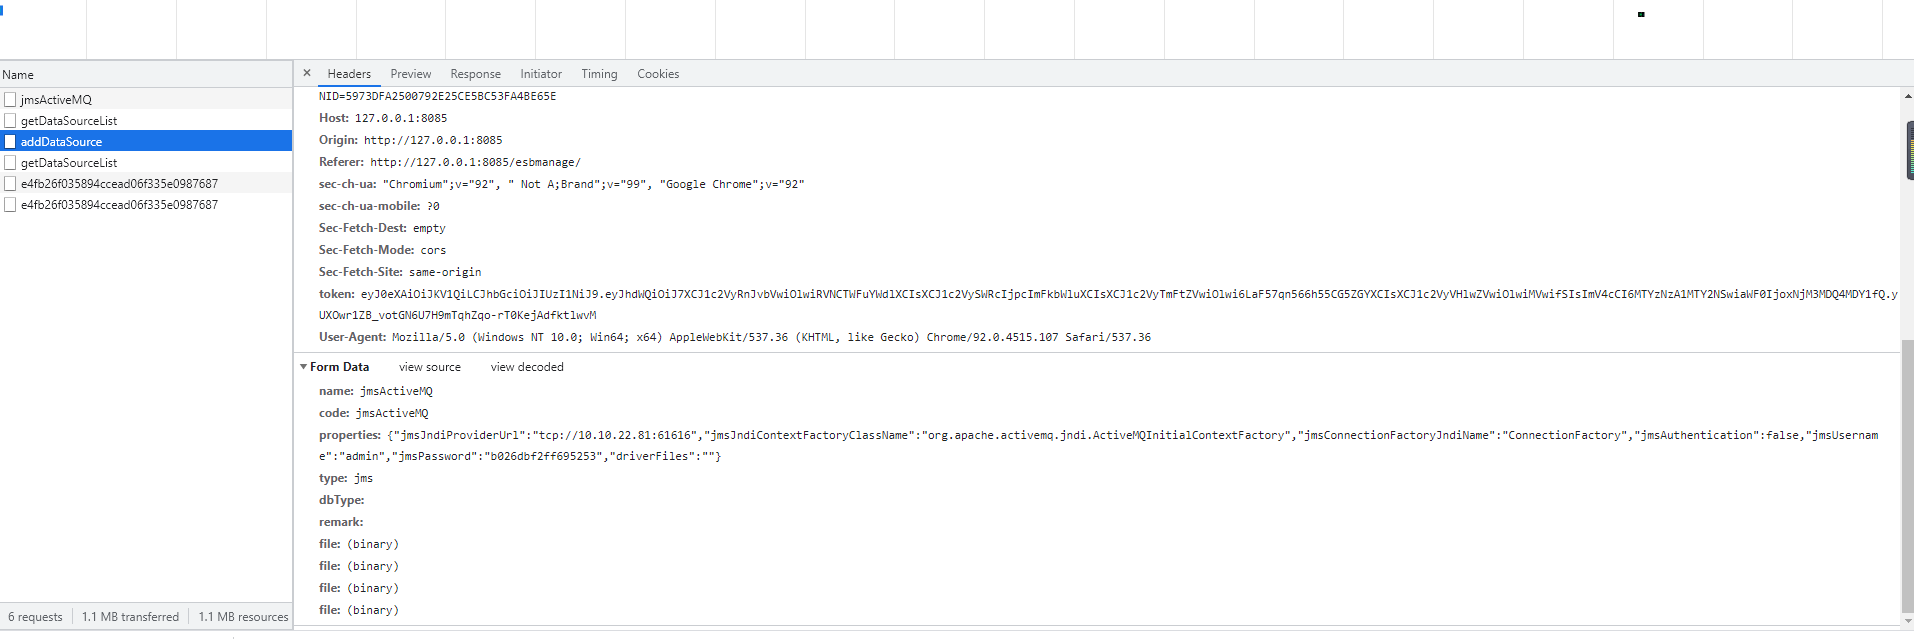 Name
jmsActiveMQ
getDataSourceList
addDataSource
getDataSourceList
e4fb26f035894ccead06f335e0987687
e4fb26f035894ccead06f335e0987687
6 requests 1.1 MB transferred 1.1 MB resources
× Headers Preview Response Initiator Timing Cookies
NID=5973DFA2500792E25CE5BC53FA4BE65E
Host: 127.0.0.1:8085
Origin: http://127.0.0.1:8085
Referer: http://127.0.0.1:8085/esbmanage/
sec-ch-ua: "Chromium";v="92", " Not A;Brand";v="99", "Google Chrome";v="92"
sec-ch-ua-mobile: ?0
Sec-Fetch-Dest: empty
Sec-Fetch-Mode: cors
Sec-Fetch-Site: same-origin
token: eyJ0eXAiOiJKV1QiLCJhbGciOiJIUzI1NiJ9.eyJhdWQiOiJ7XCJ1c2VyRnJvbVwiOlwiRVNCTWFuYWdlXCIsXCJ1c2VySWRcIjpcImFkbWluXCIsXCJ1c2VyTmFtZVwiOlwi6LaF57qn566h55CG5ZGYXCIsXCJ1c2VyVHlwZVwiOlwiMVwifSIsImV4cCI6MTYzNzA1MTY2NSwiaWF0IjoxNjM3MDQ4MDY1fQ.y
UXOwr1ZB_votGN6U7H9mTqhZqo-rT0KejAdfktlwvM
User-Agent: Mozilla/5.0 (Windows NT 10.0; Win64; x64) AppleWebKit/537.36 (KHTML, like Gecko) Chrome/92.0.4515.107 Safari/537.36
Form Data view source view decoded
name: jmsActiveMQ
code: jmsActiveMQ
properties: {"jmsJndiProviderUrl":"tcp://10.10.22.81:61616","jmsJndiContextFactoryClassName":"org.apache.activemq.jndi.ActiveMQInitialContextFactory","jmsConnectionFactoryJndiName":"ConnectionFactory","jmsAuthentication":false,"jmsUsernam
e":"admin","jmsPassword":"b026dbf2ff695253","driverFiles":""}
type: jms
dbType:
remark:
file: (binary)
file: (binary)
file: (binary)
file: (binary)